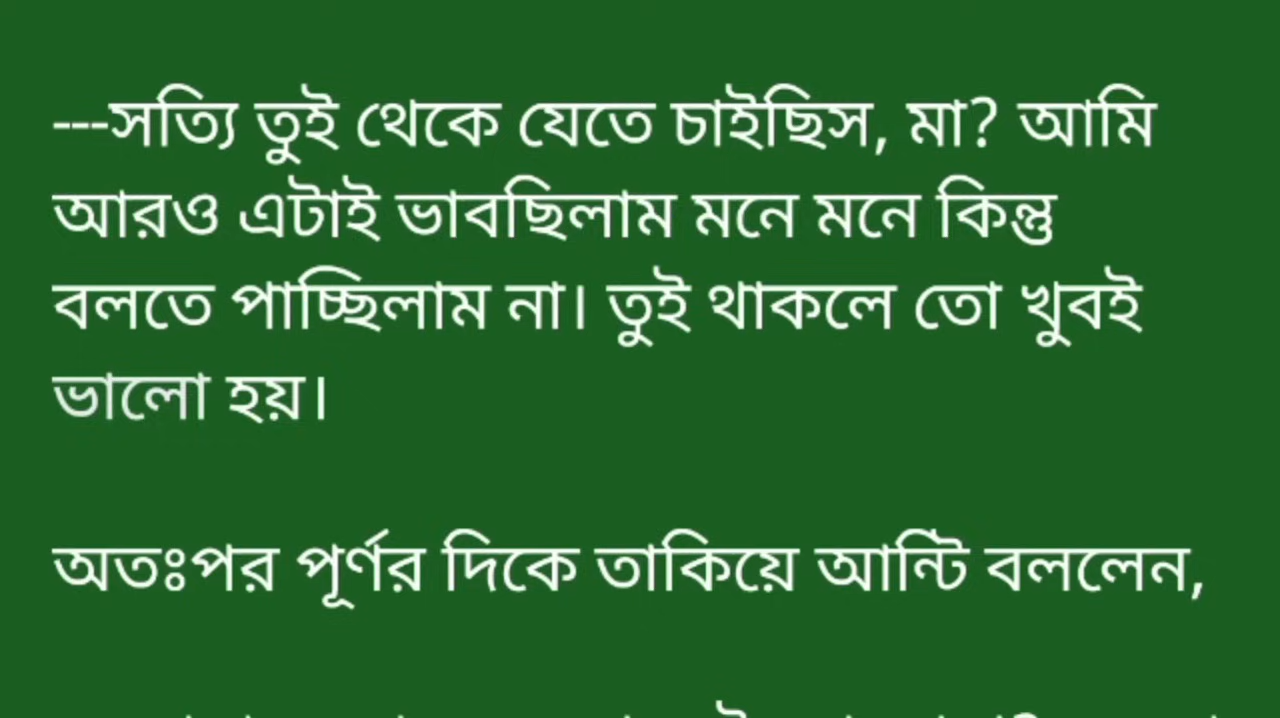 ---সত্যি তুই থেকে যেতে চাইছিস, মা? আমি
আরও এটাই ভাবছিলাম মনে মনে কিন্তু
বলতে পাচ্ছিলাম না। তুই থাকলে তো খুবই
ভালো হয়।
অতঃপর পূর্ণর দিকে তাকিয়ে আন্টি বললেন,